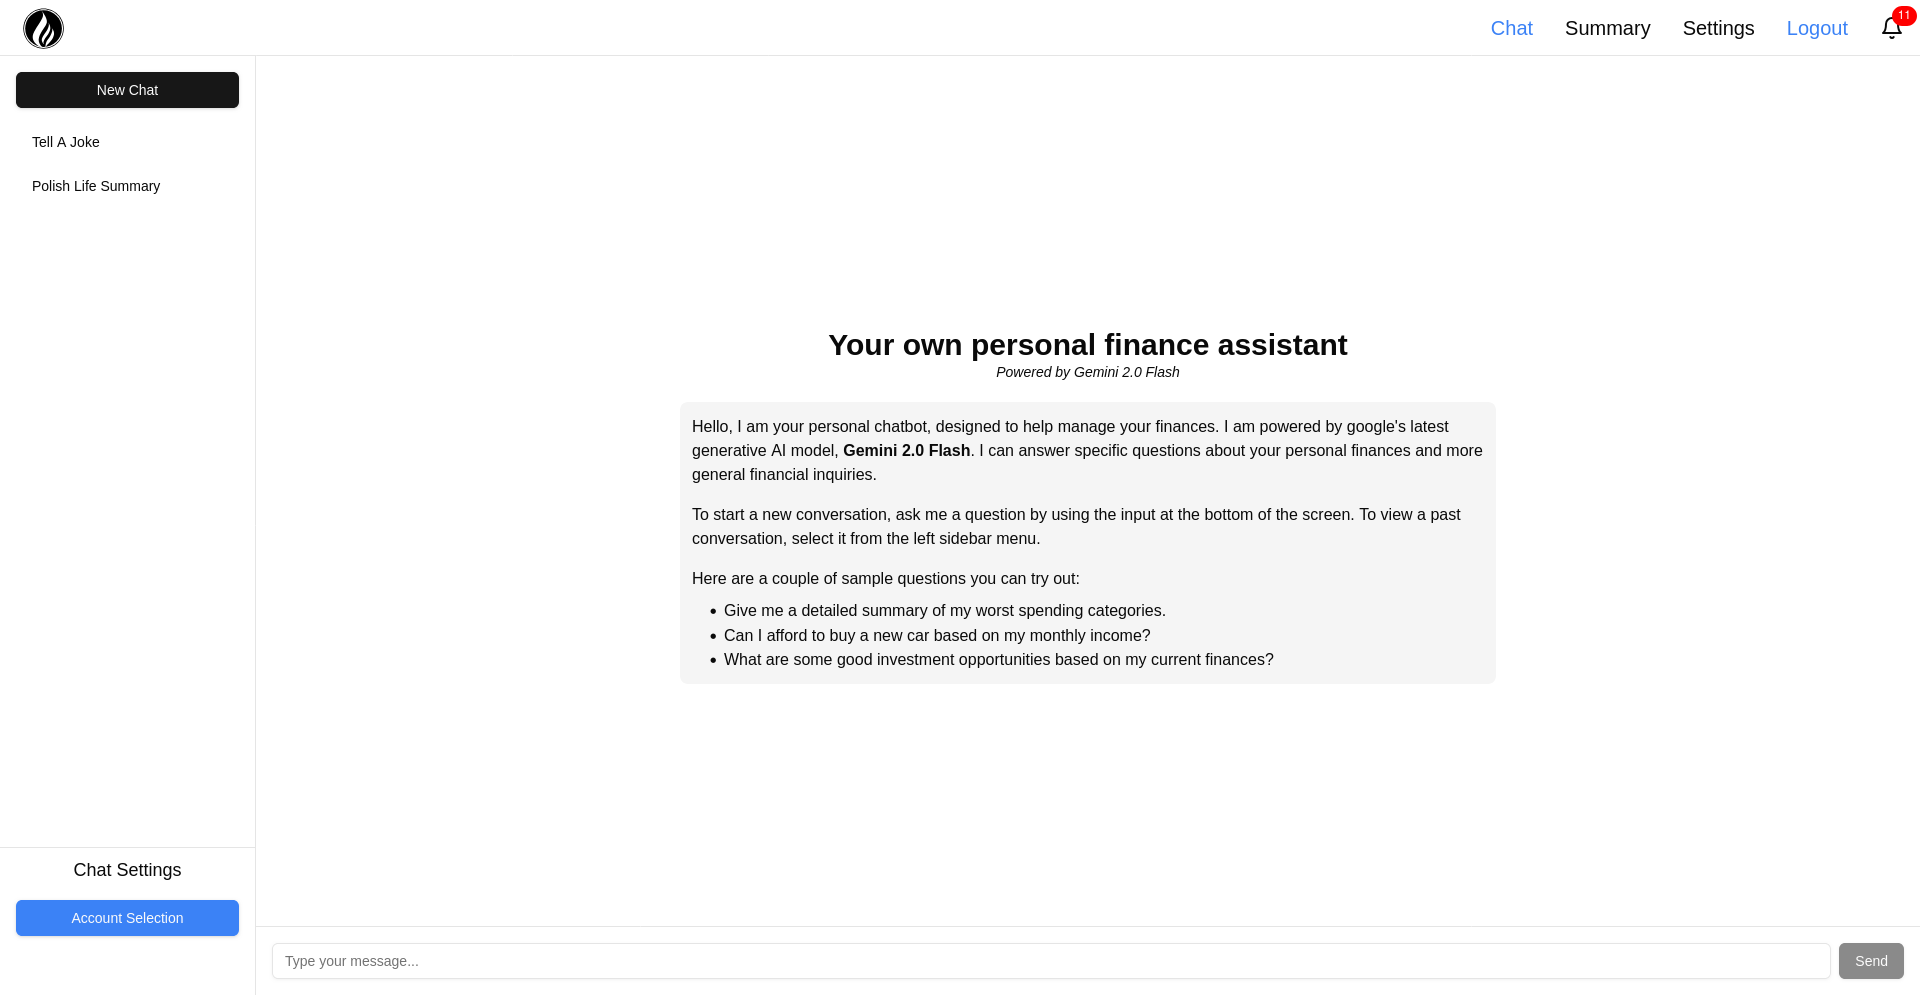 Chat Summary Settings Logout 11
New Chat
Tell A Joke
Polish Life Summary
Your own personal finance assistant
Powered by Gemini 2.0 Flash
Hello, I am your personal chatbot, designed to help manage your finances. I am powered by google's latest
generative AI model, Gemini 2.0 Flash. I can answer specific questions about your personal finances and more
general financial inquiries.
To start a new conversation, ask me a question by using the input at the bottom of the screen. To view a past
conversation, select it from the left sidebar menu.
Here are a couple of sample questions you can try out:
• Give me a detailed summary of my worst spending categories.
• Can I afford to buy a new car based on my monthly income?
• What are some good investment opportunities based on my current finances?
Chat Settings
Account Selection
Type your message...
Send